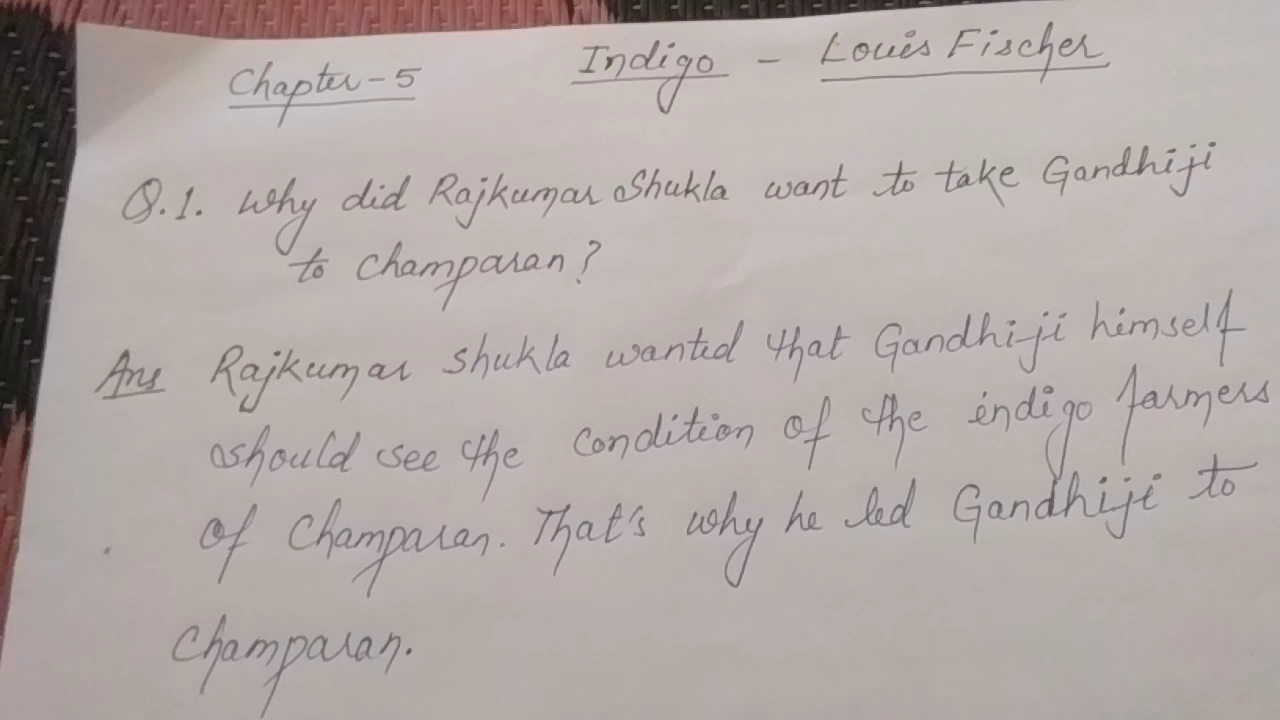 Chapter-5 Indigo - Louis Fischer
Q.1. Why did Rajkumar Shukla want to take Gandhiji
to Champaran?
Ans Rajkumar Shukla wanted that Gandhiji himself
should see the condition of the indigo farmers
of Champaran. That's why he led Gandhiji to
Champaran.